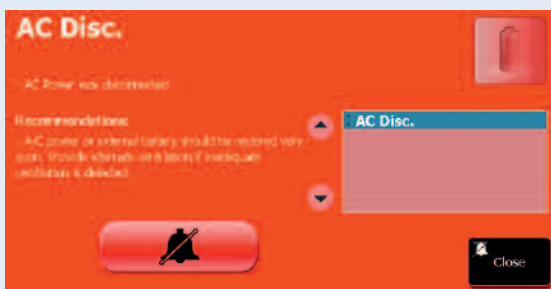 AC Disc.
AC Power was disconnected
Recommendations:
A/C power or external battery should be restored very
soon. Provide alternate ventilation if inadequate
ventilation is detected.
AC Disc.
Close